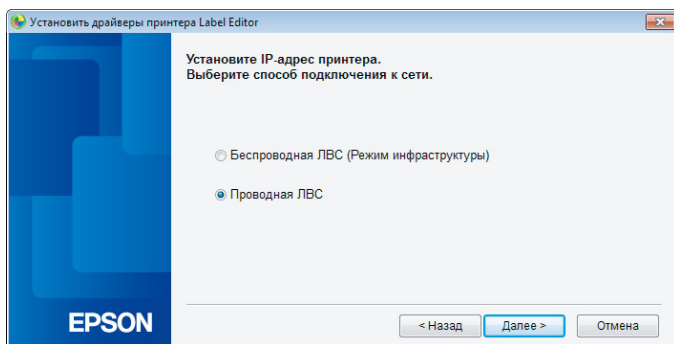 Установить драйверы принтера Label Editor
Установите IP-адрес принтера.
Выберите способ подключения к сети.
Беспроводная ЛВС (Режим инфраструктуры)
Проводная ЛВС
EPSON
< Назад
Далее >
Отмена